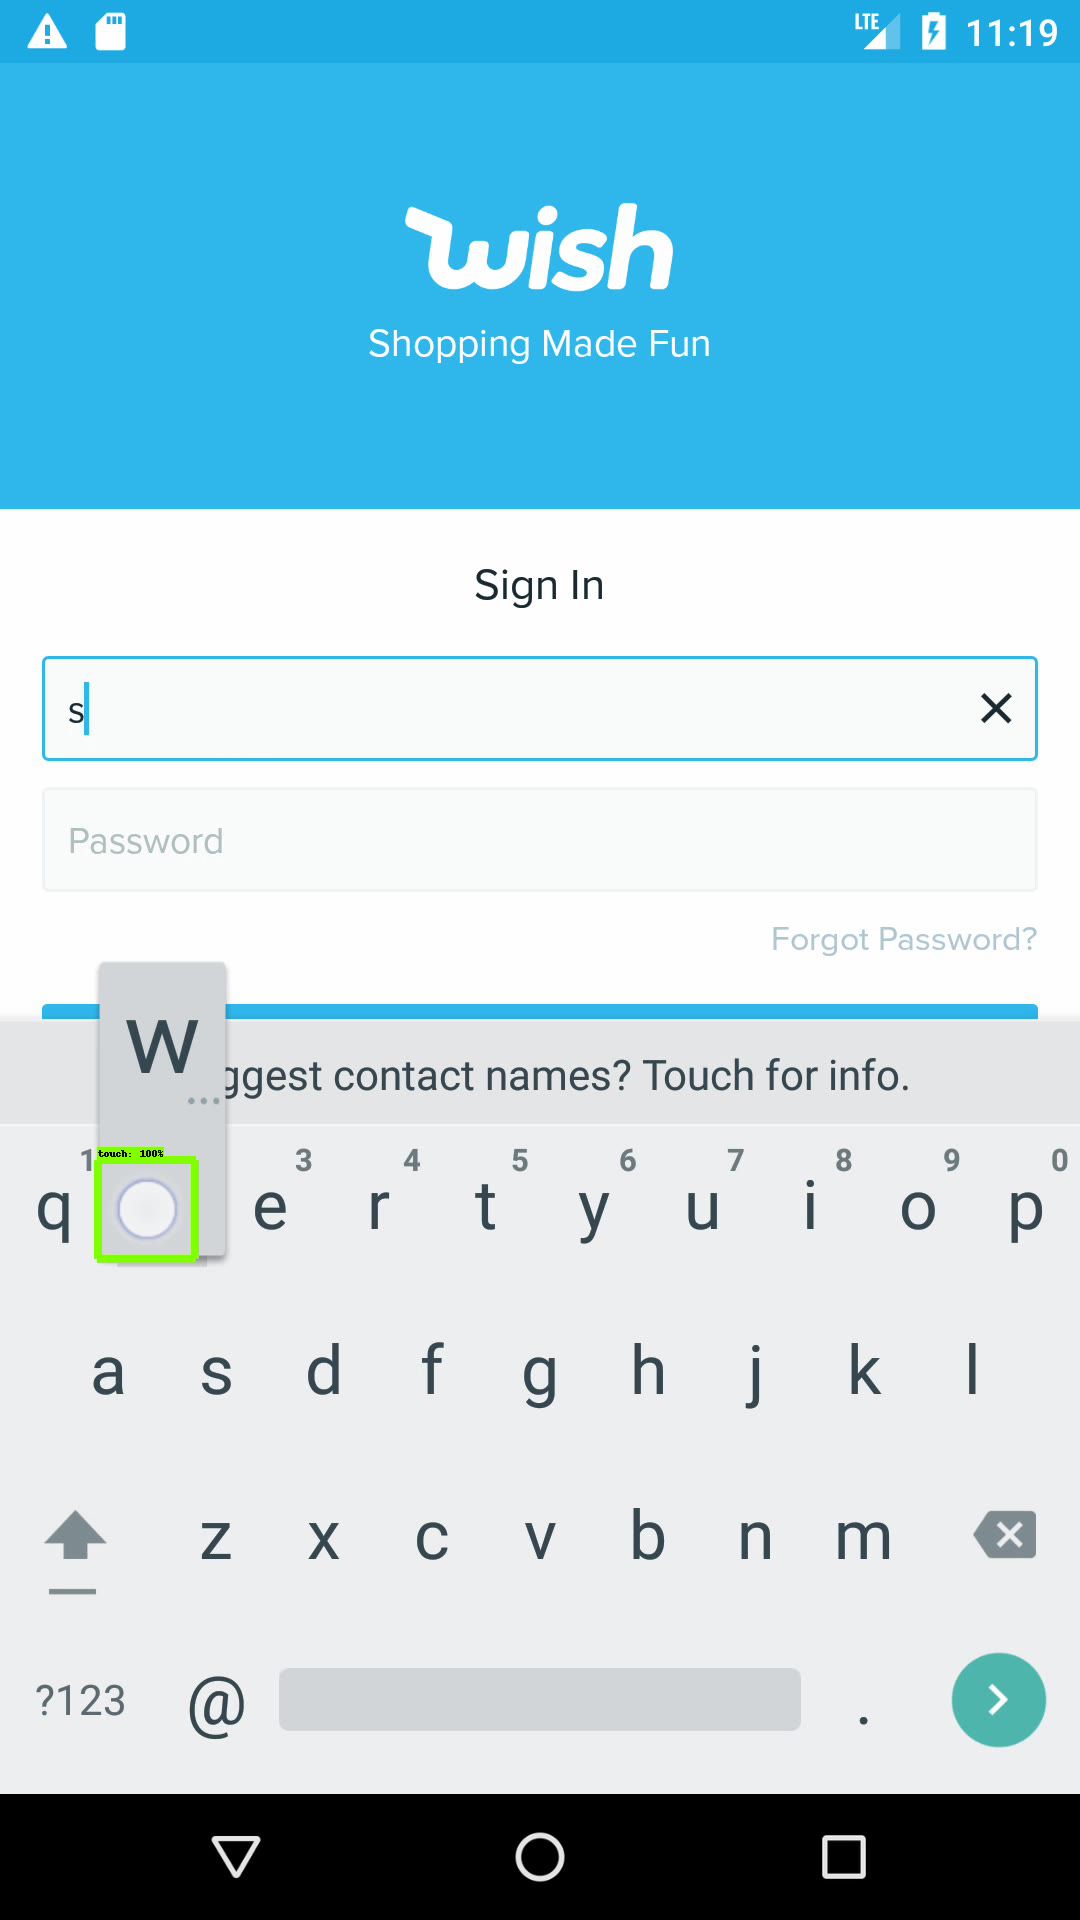 LTE 11:19
wish
Shopping Made Fun
Sign In
s
Password
Forgot Password?
w
ggest contact names? Touch for info.
...
touch: 100%
1 3 4 5 6 7 8 9 0
q e r t y u i o p
a s d f g h j k l
z x c v b n m
?123 @ .